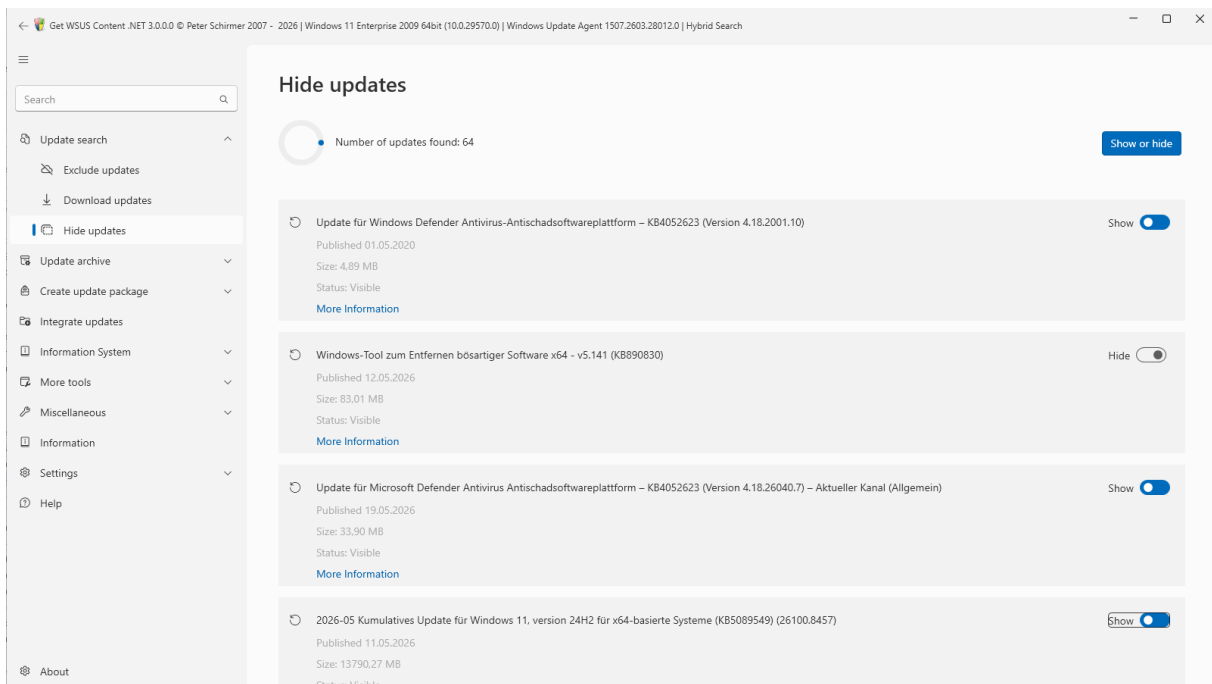 Get WSUS Content .NET 3.0.0.0 © Peter Schirmer 2007 - 2026 | Windows 11 Enterprise 2009 64bit (10.0.29570.0) | Windows Update Agent 1507.2603.28012.0 | Hybrid Search
Search
Update search
Exclude updates
Download updates
Hide updates
Update archive
Create update package
Integrate updates
Information System
More tools
Miscellaneous
Information
Settings
Help
About
Hide updates
Number of updates found: 64
Show or hide
Update für Windows Defender Antivirus-Antischadsoftwareplattform – KB4052623 (Version 4.18.2001.10)
Show
Published 01.05.2020
Size: 4,89 MB
Status: Visible
More Information
Windows-Tool zum Entfernen bösartiger Software x64 - v5.141 (KB890830)
Hide
Published 12.05.2026
Size: 83,01 MB
Status: Visible
More Information
Update für Microsoft Defender Antivirus Antischadsoftwareplattform – KB4052623 (Version 4.18.26040.7) – Aktueller Kanal (Allgemein)
Show
Published 19.05.2026
Size: 33,90 MB
Status: Visible
More Information
2026-05 Kumulatives Update für Windows 11, version 24H2 für x64-basierte Systeme (KB5089549) (26100.8457)
Show
Published 11.05.2026
Size: 13790,27 MB
Status: Visible